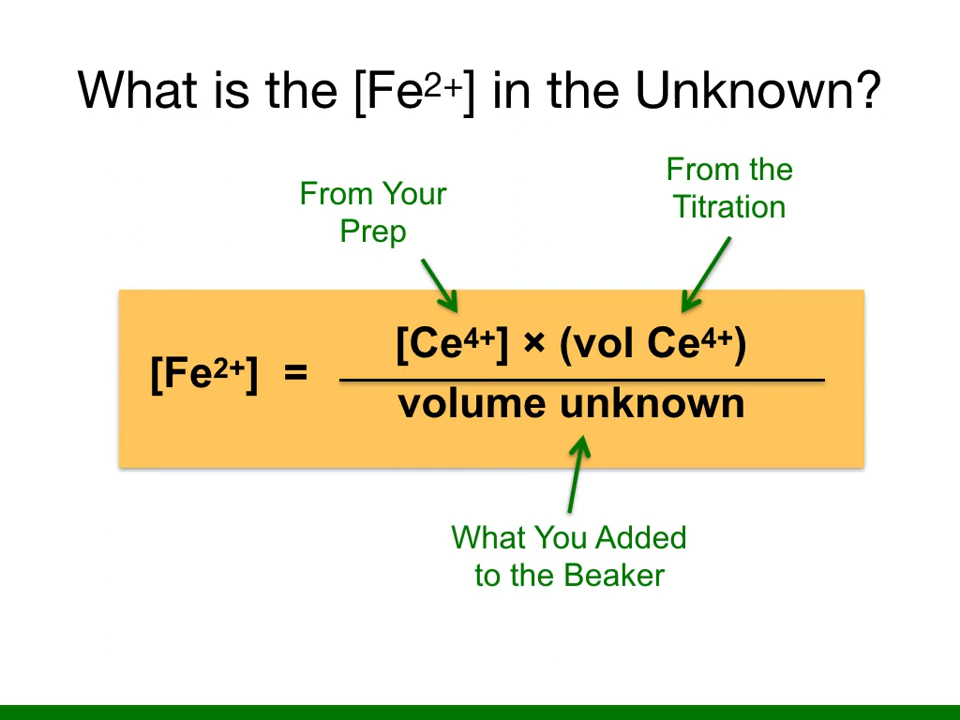 What is the [Fe²⁺] in the Unknown?
From Your
Prep
From the
Titration
[Fe²⁺] =
[Ce⁴⁺] × (vol Ce⁴⁺)
volume unknown
What You Added
to the Beaker